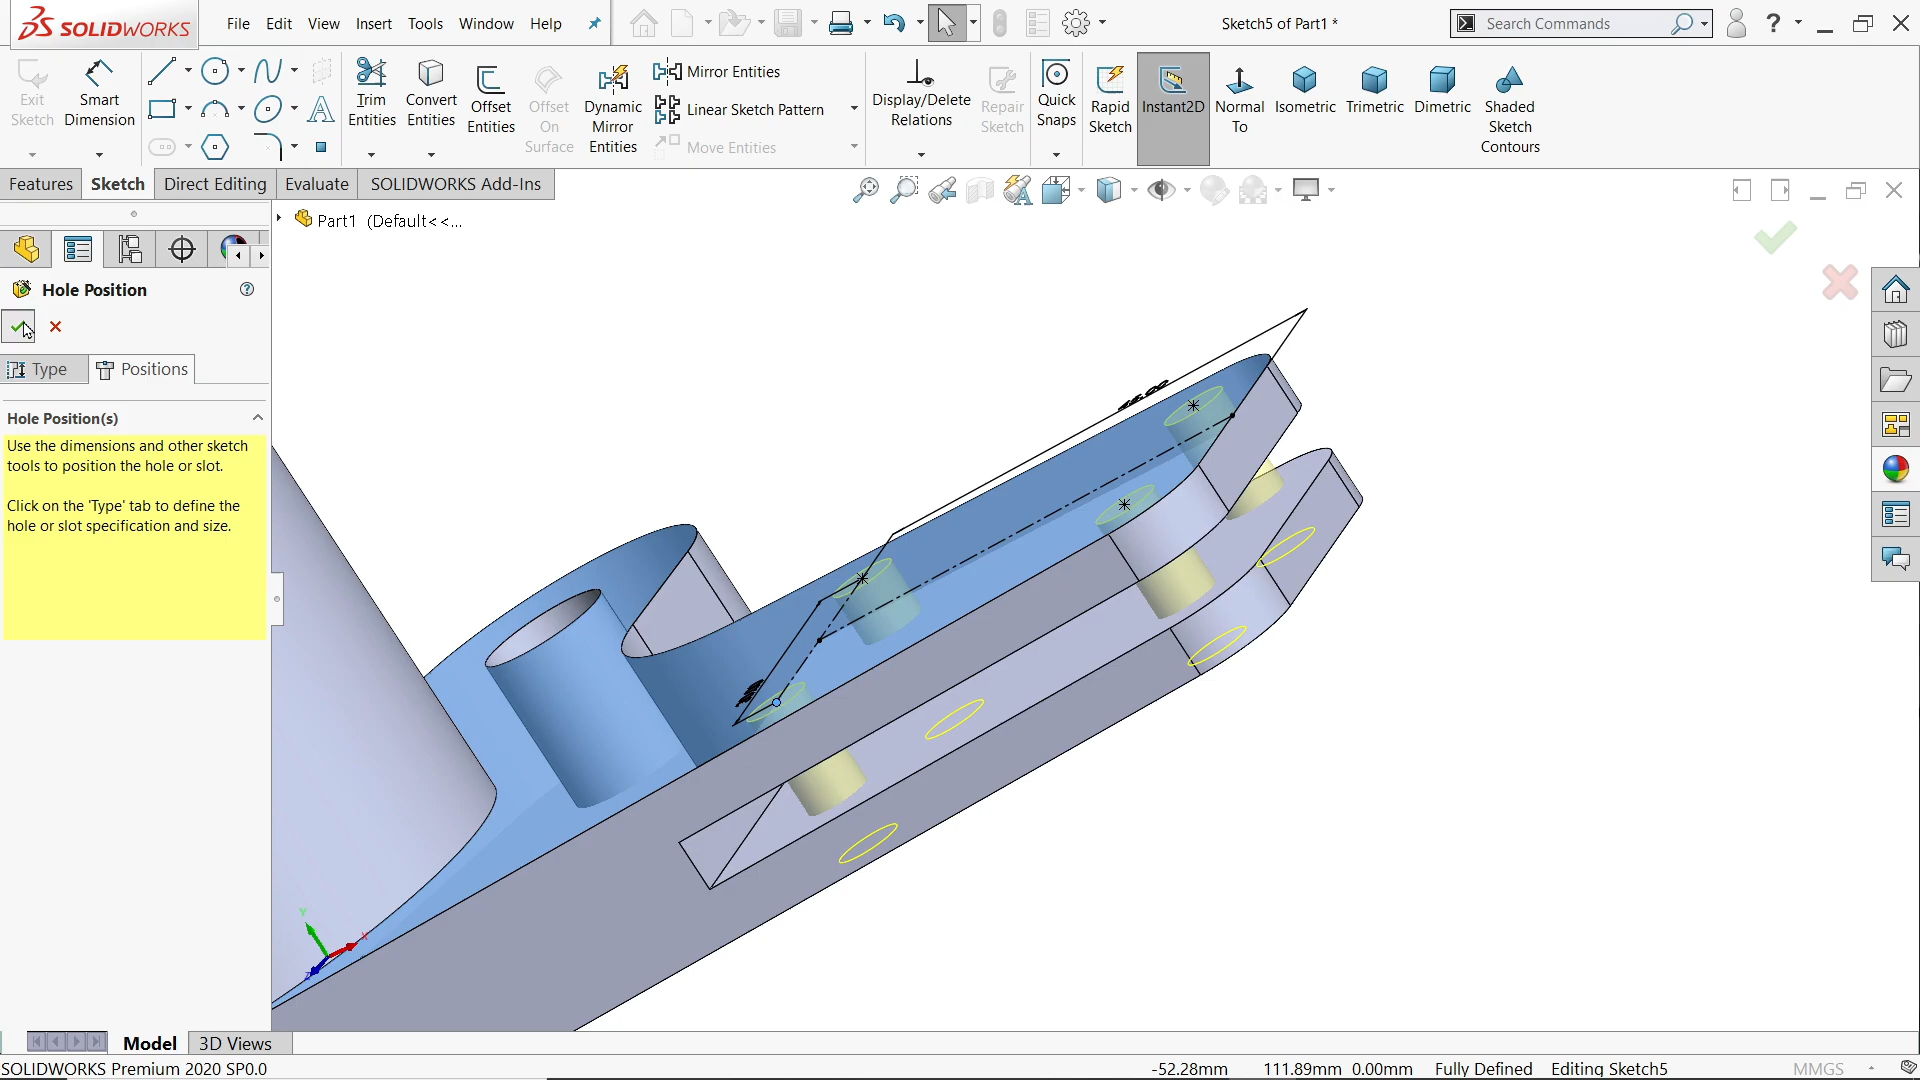 SOLIDWORKS
File Edit View Insert Tools Window Help
Sketch5 of Part1 *
Search Commands
?
Exit Sketch
Smart Dimension
Trim Entities
Convert Entities
Offset Entities
Offset On Surface
Dynamic Mirror Entities
Mirror Entities
Linear Sketch Pattern
Move Entities
Display/Delete Relations
Repair Sketch
Quick Snaps
Rapid Sketch
Instant2D
Normal To
Isometric
Trimetric
Dimetric
Shaded Sketch Contours
Features Sketch Direct Editing Evaluate SOLIDWORKS Add-Ins
Part1 (Default<<...
Hole Position
Type Positions
Hole Position(s)
Use the dimensions and other sketch
tools to position the hole or slot.
Click on the 'Type' tab to define the
hole or slot specification and size.
Y
X
Z
Model 3D Views
SOLIDWORKS Premium 2020 SP0.0
-52.28mm 111.89mm 0.00mm Fully Defined Editing Sketch5 MMGS